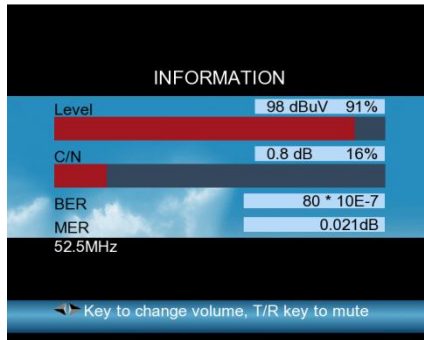 INFORMATION
Level 98 dBuV 91%
C/N 0.8 dB 16%
BER 80 * 10E-7
MER 0.021dB
52.5MHz
Key to change volume, T/R key to mute